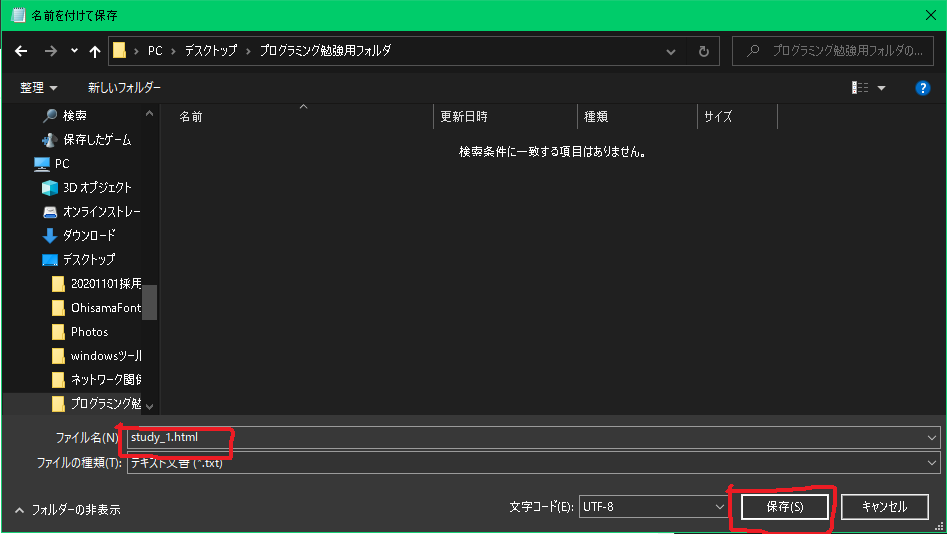 名前を付けて保存
PC › デスクトップ › プログラミング勉強用フォルダ
プログラミング勉強用フォルダの...
整理 新しいフォルダー
名前 更新日時 種類 サイズ
検索条件に一致する項目はありません。
検索
保存したゲーム
PC
3D オブジェクト
オンラインストレー
ダウンロード
デスクトップ
20201101採用
OhisamaFont
Photos
windowsツール
ネットワーク関係
プログラミング勉
ファイル名(N): study_1.html
ファイルの種類(T): テキスト文書 (*.txt)
フォルダーの非表示
文字コード(E): UTF-8
保存(S)
キャンセル